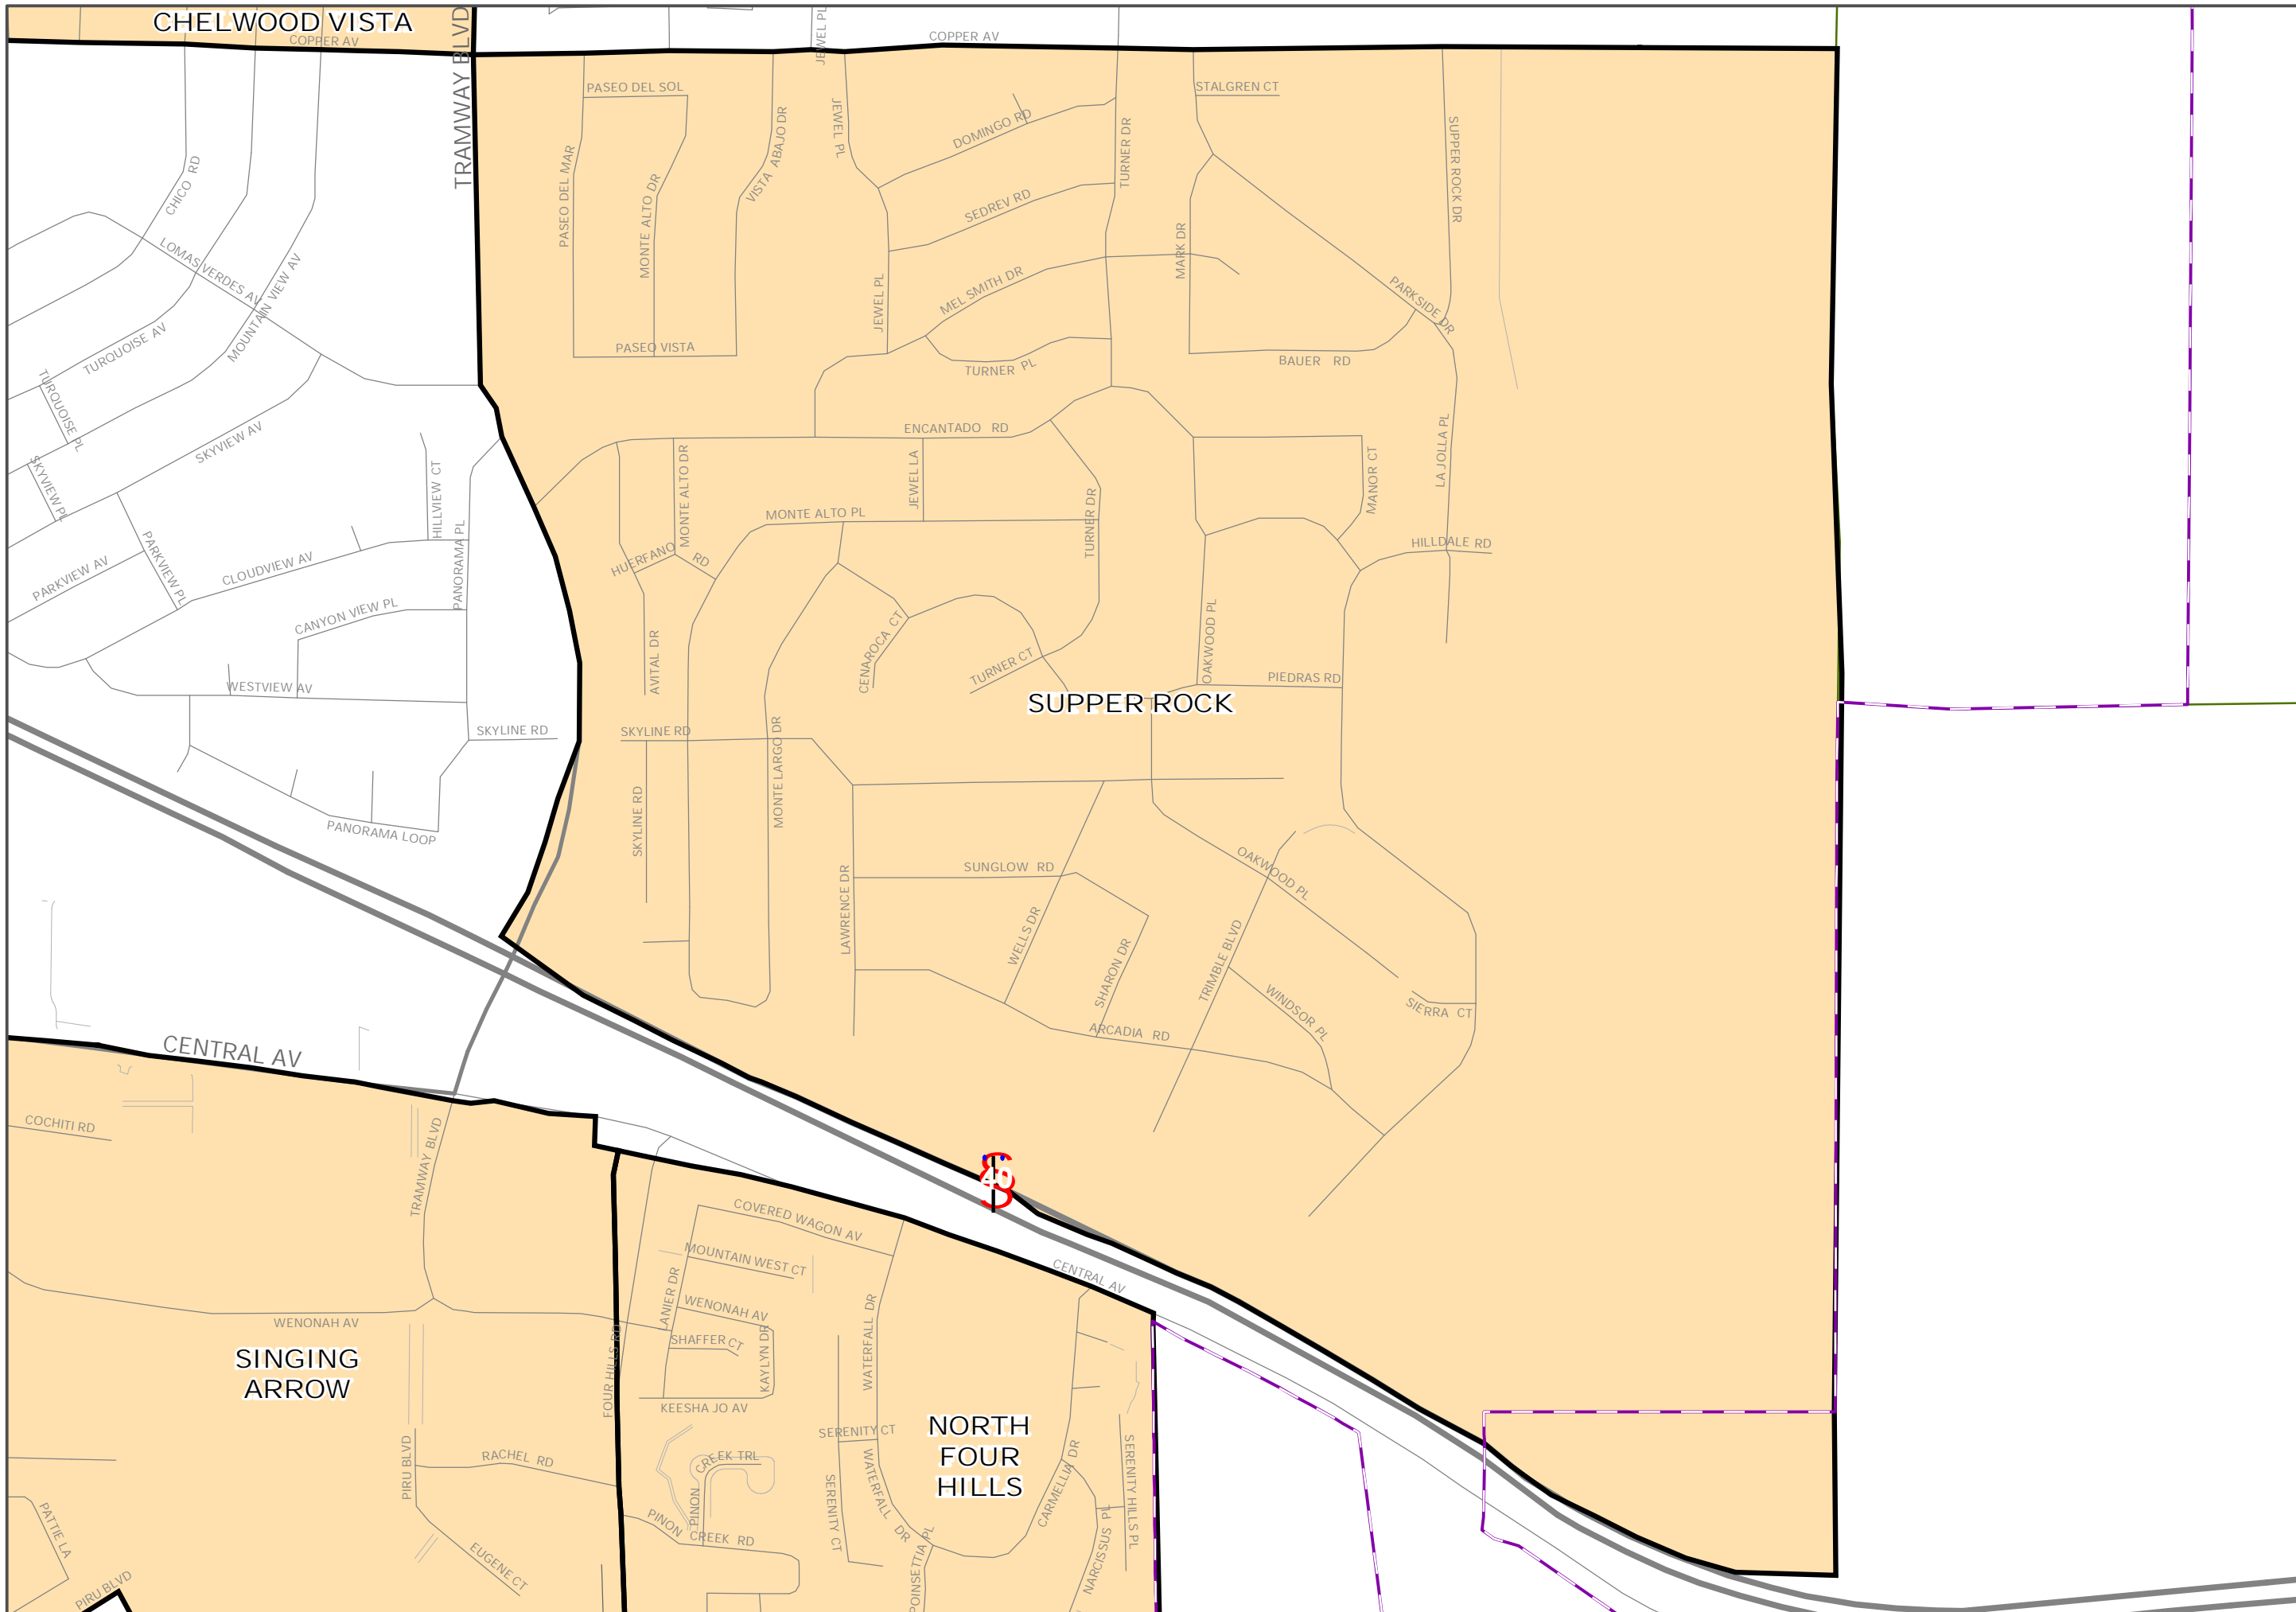 CHELWOOD VISTA
COPPER AV
TRAMWAY BLVD
JEWEL PL
COPPER AV
PASEO DEL SOL
STALGREN CT
PASEO DEL MAR
MONTE ALTO DR
VISTA ABAJO DR
JEWEL PL
DOMINGO RD
TURNER DR
SUPPER ROCK DR
SEDREV RD
MARK DR
MEL SMITH DR
JEWEL PL
PARKSIDE DR
PASEO VISTA
TURNER PL
BAUER RD
CHICO RD
LOMAS VERDES AV
MOUNTAIN VIEW AV
TURQUOISE AV
TURQUOISE PL
SKYVIEW AV
SKYVIEW PL
HILLVIEW CT
PANORAMA PL
PARKVIEW AV
PARKVIEW PL
CLOUDVIEW AV
CANYON VIEW PL
WESTVIEW AV
SKYLINE RD
PANORAMA LOOP
ENCANTADO RD
MONTE ALTO DR
JEWEL LA
MONTE ALTO PL
TURNER DR
MANOR CT
LA JOLLA PL
HILLDALE RD
HUERFANO RD
AVITAL DR
CENAROCA CT
TURNER CT
OAKWOOD PL
PIEDRAS RD
SUPPER ROCK
SKYLINE RD
SKYLINE RD
MONTE LARGO DR
LAWRENCE DR
SUNGLOW RD
WELLS DR
SHARON DR
OAKWOOD PL
TRIMBLE BLVD
WINDSOR PL
SIERRA CT
ARCADIA RD
CENTRAL AV
COCHITI RD
TRAMWAY BLVD
40
COVERED WAGON AV
MOUNTAIN WEST CT
CENTRAL AV
LANIER DR
WENONAH AV
WENONAH AV
SHAFFER CT
KAYLYN DR
WATERFALL DR
FOUR HILLS RD
KEESHA JO AV
SINGING
ARROW
NORTH
FOUR
HILLS
SERENITY CT
PIRU BLVD
RACHEL RD
CREEK TRL
PINON
WATERFALL DR
SERENITY CT
CARMELLIA DR
SERENITY HILLS PL
NARCISSUS PL
PINON CREEK RD
POINSETTIA PL
PATTIE LA
EUGENE CT
PIRU BLVD